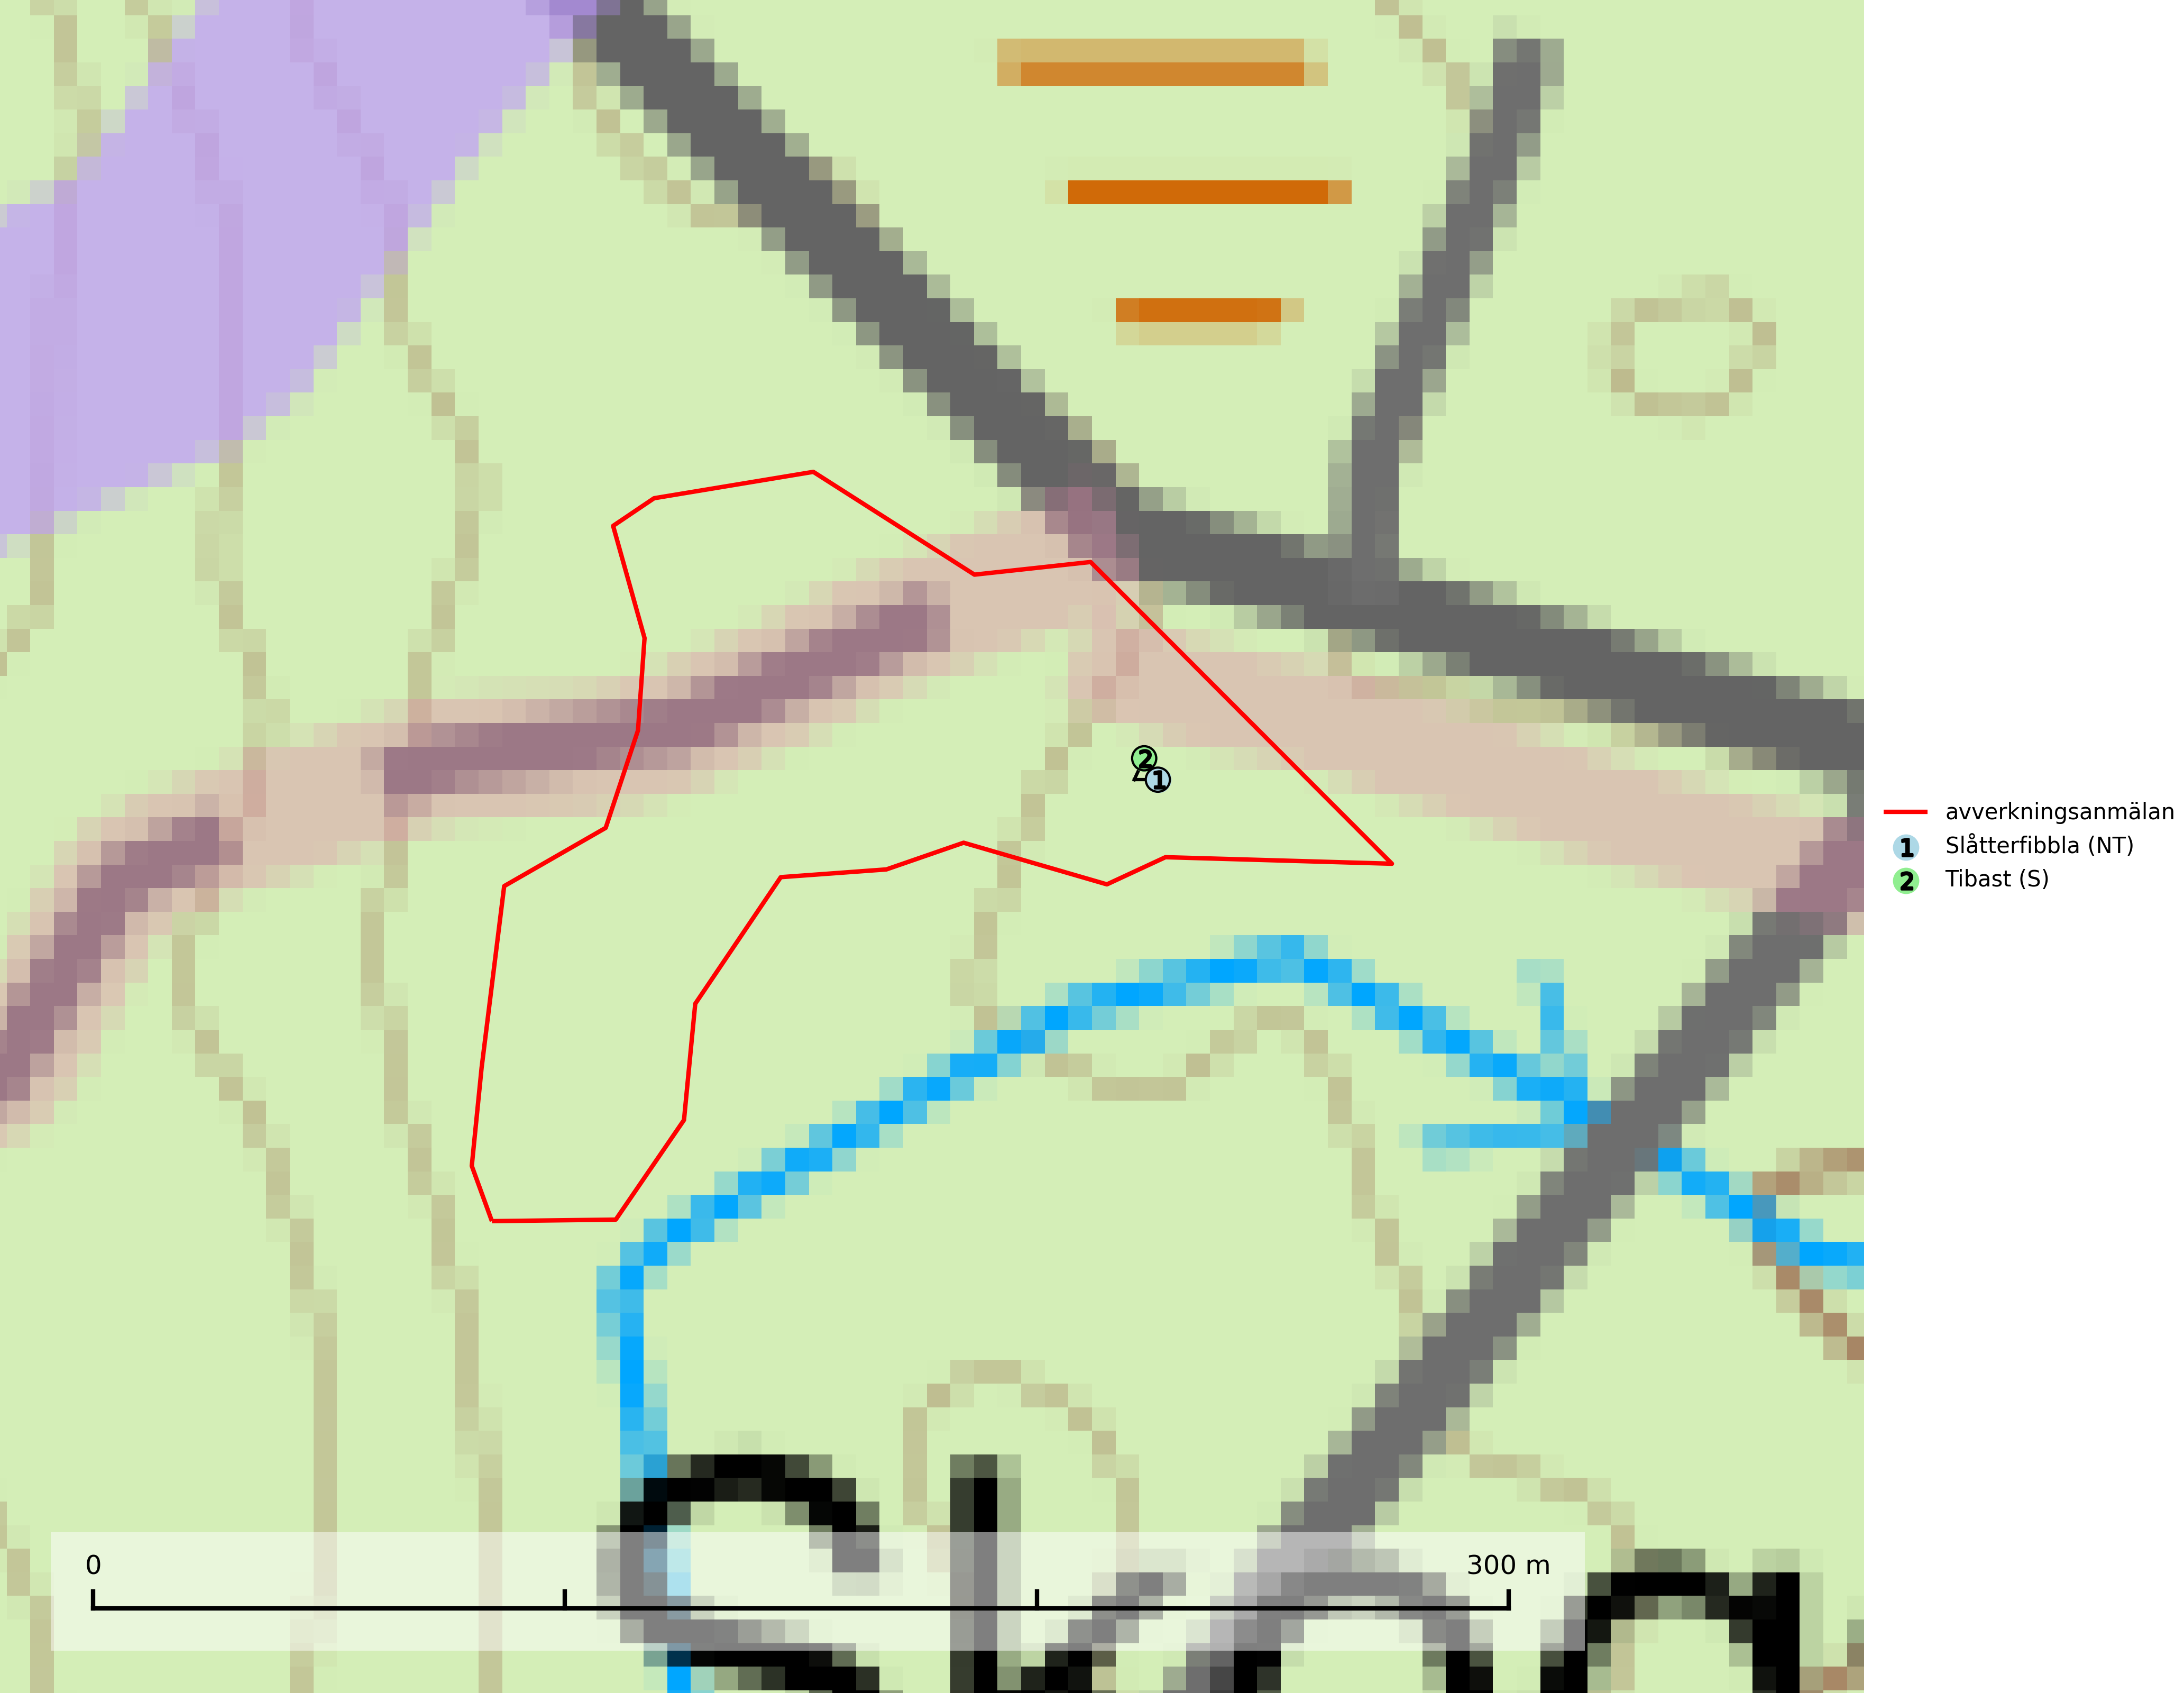 2
1
avverkningsanmälan
1 Slåtterfibbla (NT)
2 Tibast (S)
0 300 m